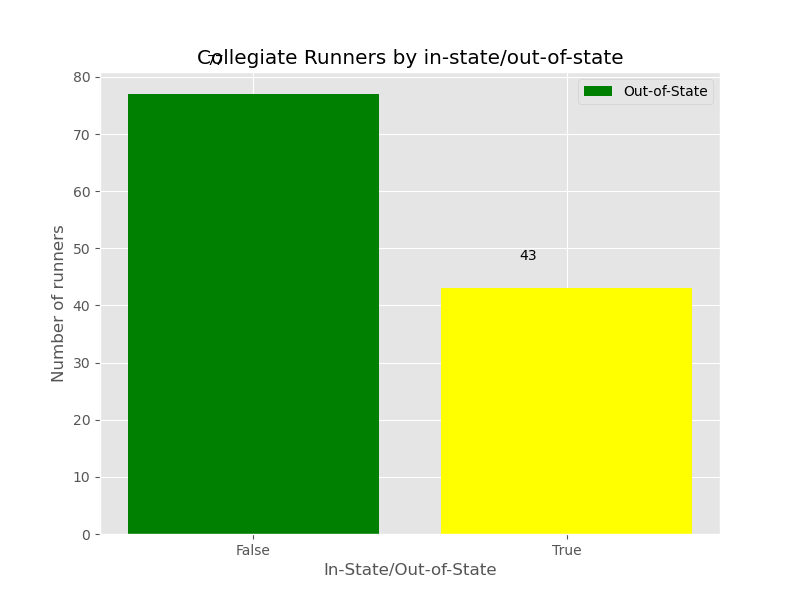 Collegiate Runners by in-state/out-of-state
77
Out-of-State
80
70
60
50
40
30
20
10
0
43
Number of runners
False
True
In-State/Out-of-State